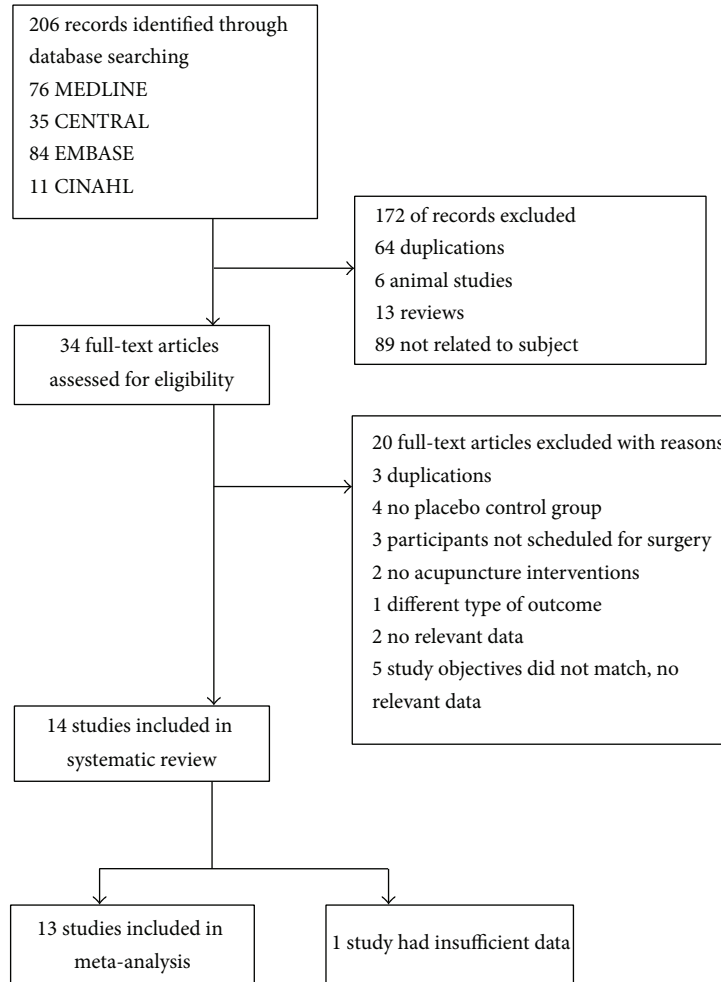 206 records identified through
database searching
76 MEDLINE
35 CENTRAL
84 EMBASE
11 CINAHL
172 of records excluded
64 duplications
6 animal studies
13 reviews
89 not related to subject
34 full-text articles
assessed for eligibility
20 full-text articles excluded with reasons
3 duplications
4 no placebo control group
3 participants not scheduled for surgery
2 no acupuncture interventions
1 different type of outcome
2 no relevant data
5 study objectives did not match, no
relevant data
14 studies included in
systematic review
13 studies included in
meta-analysis
1 study had insufficient data